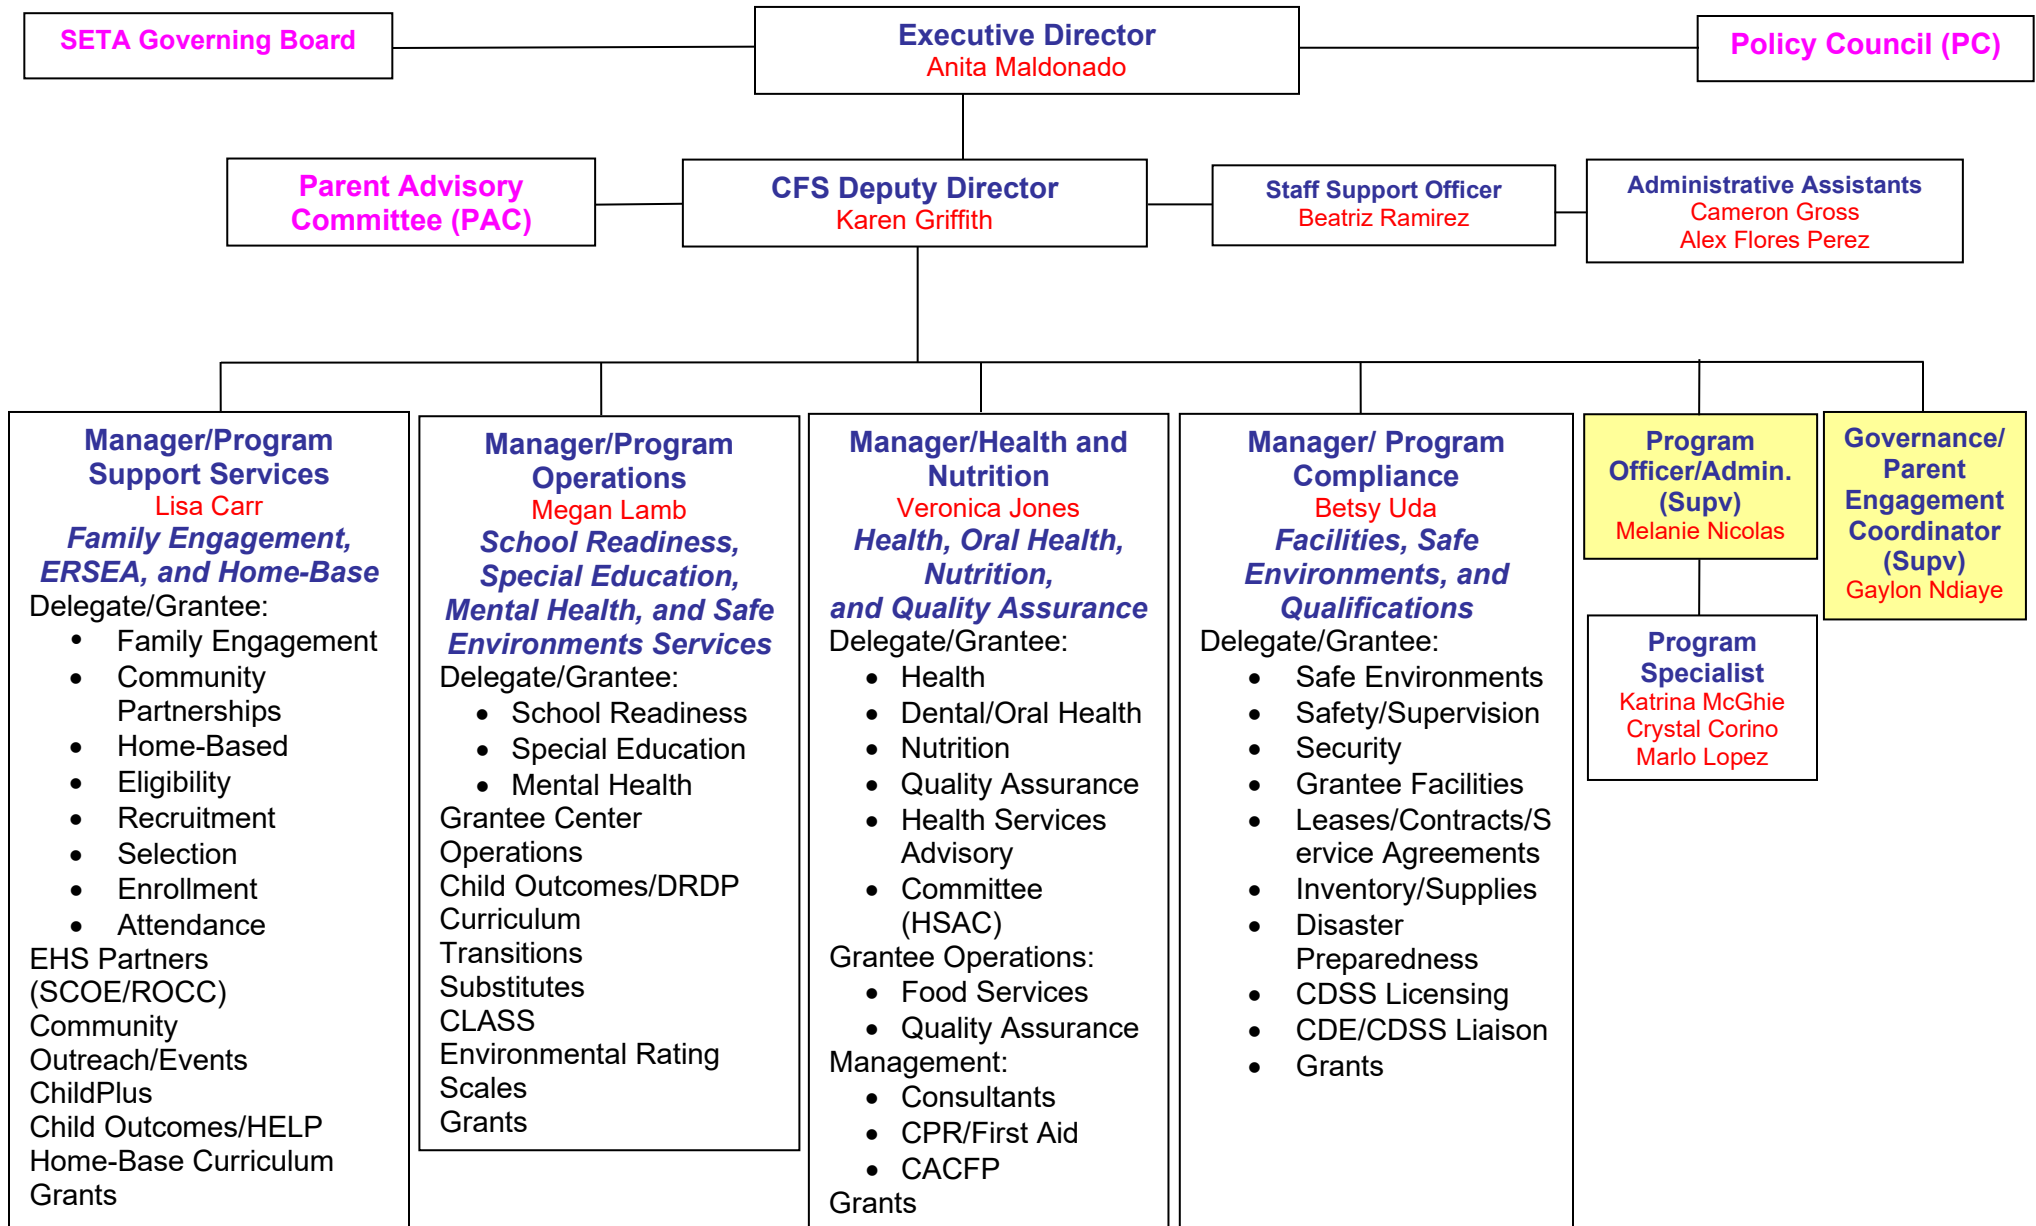 SETA Governing Board
Executive Director
Anita Maldonado
Policy Council (PC)
Parent Advisory
Committee (PAC)
CFS Deputy Director
Karen Griffith
Staff Support Officer
Beatriz Ramirez
Administrative Assistants
Cameron Gross
Alex Flores Perez
Manager/Program
Support Services
Lisa Carr
Family Engagement,
ERSEA, and Home-Base
Delegate/Grantee:
• Family Engagement
• Community
Partnerships
• Home-Based
• Eligibility
• Recruitment
• Selection
• Enrollment
• Attendance
EHS Partners
(SCOE/ROCC)
Community
Outreach/Events
ChildPlus
Child Outcomes/HELP
Home-Base Curriculum
Grants
Manager/Program
Operations
Megan Lamb
School Readiness,
Special Education,
Mental Health, and Safe
Environments Services
Delegate/Grantee:
• School Readiness
• Special Education
• Mental Health
Grantee Center
Operations
Child Outcomes/DRDP
Curriculum
Transitions
Substitutes
CLASS
Environmental Rating
Scales
Grants
Manager/Health and
Nutrition
Veronica Jones
Health, Oral Health,
Nutrition,
and Quality Assurance
Delegate/Grantee:
• Health
• Dental/Oral Health
• Nutrition
• Quality Assurance
• Health Services
Advisory
• Committee
(HSAC)
Grantee Operations:
• Food Services
• Quality Assurance
Management:
• Consultants
• CPR/First Aid
• CACFP
Grants
Manager/ Program
Compliance
Betsy Uda
Facilities, Safe
Environments, and
Qualifications
Delegate/Grantee:
• Safe Environments
• Safety/Supervision
• Security
• Grantee Facilities
• Leases/Contracts/S
ervice Agreements
• Inventory/Supplies
• Disaster
Preparedness
• CDSS Licensing
• CDE/CDSS Liaison
• Grants
Program
Officer/Admin.
(Supv)
Melanie Nicolas
Program
Specialist
Katrina McGhie
Crystal Corino
Marlo Lopez
Governance/
Parent
Engagement
Coordinator
(Supv)
Gaylon Ndiaye